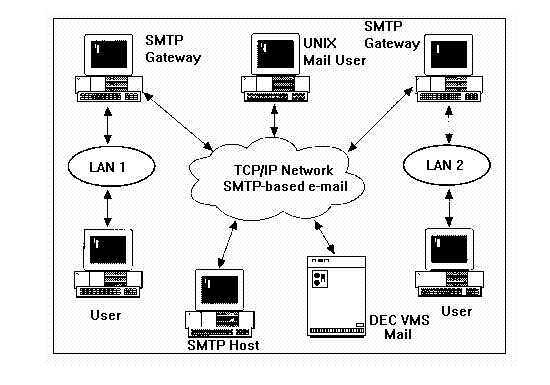 SMTP
Gateway
UNIX
Mail User
SMTP
Gateway
LAN 1
TCP/IP Network
SMTP-based e-mail
LAN 2
User
SMTP Host
DEC VMS
Mail
User